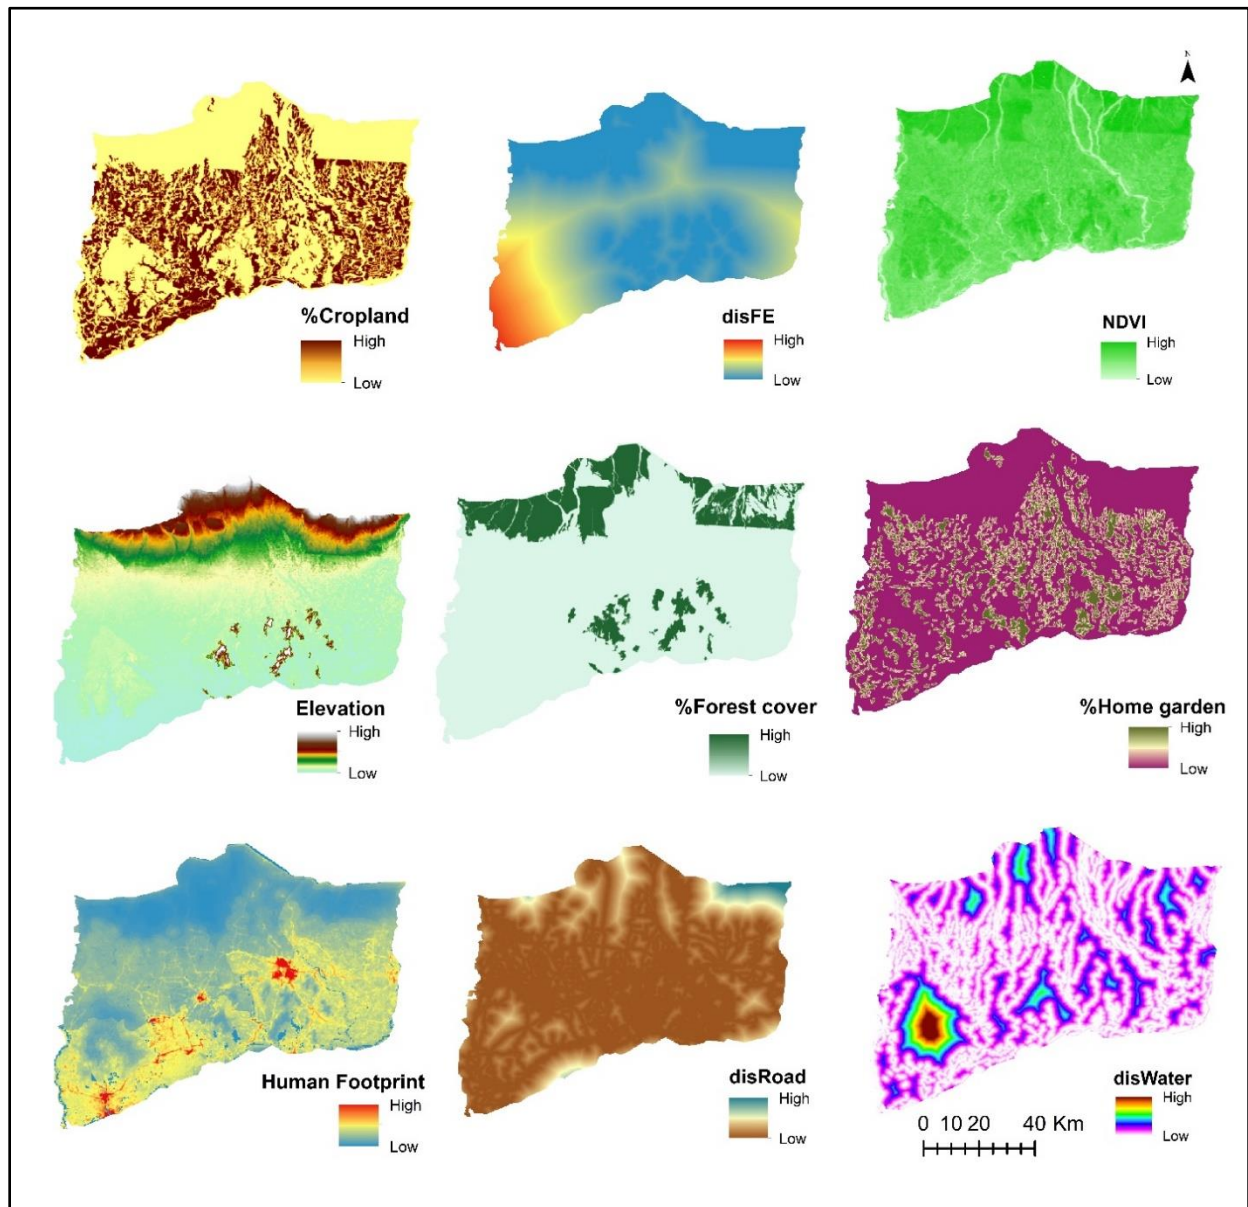 N
%Cropland
High
Low
disFE
High
Low
NDVI
High
Low
Elevation
High
Low
%Forest cover
High
Low
%Home garden
High
Low
Human Footprint
High
Low
disRoad
High
Low
disWater
High
Low
0 10 20 40 Km